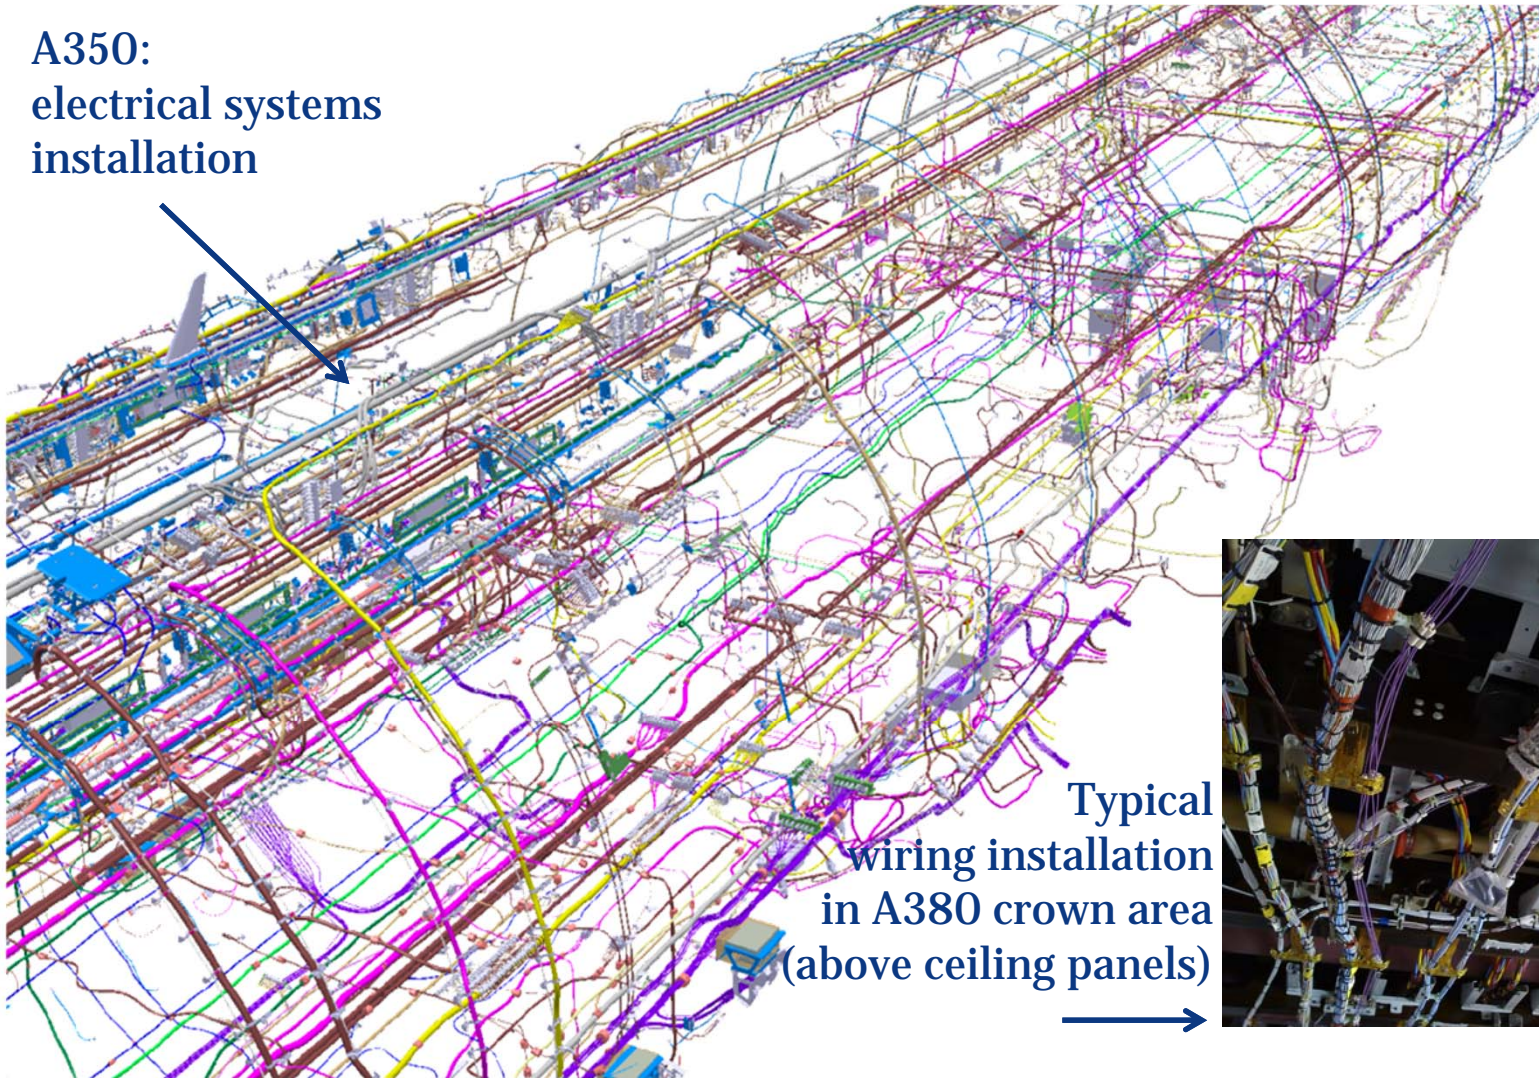 A350:
electrical systems
installation
Typical
wiring installation
in A380 crown area
(above ceiling panels)